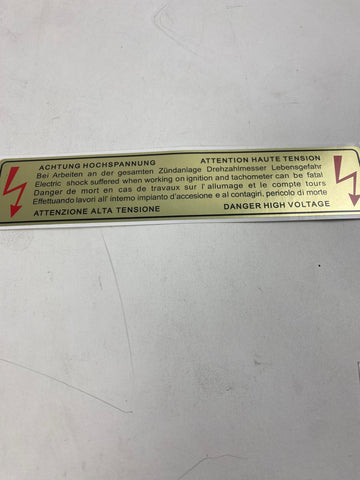 ACHTUNG HOCHSPANNUNG ATTENTION HAUTE TENSION
Bei Arbeiten an der gesamten Zündanlage Drehzahlmesser Lebensgefahr
Electric shock suffered when working on ignition and tachometer can be fatal
Danger de mort en cas de travaux sur l'allumage et le compte tours
Effettuando lavori all' interno impianto d'accesione e al contagiri. pericolo di morte
ATTENZIONE ALTA TENSIONE DANGER HIGH VOLTAGE